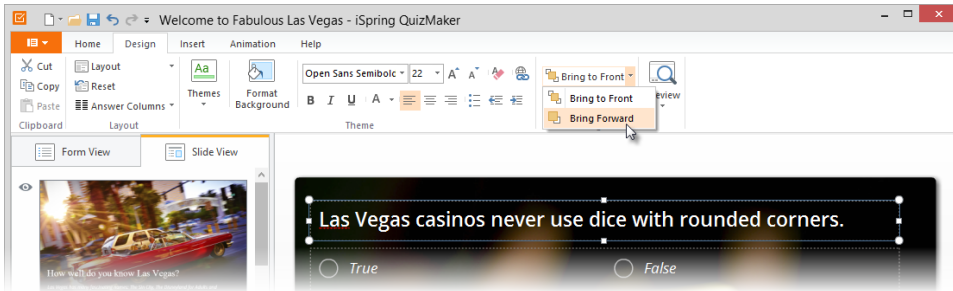 Welcome to Fabulous Las Vegas - iSpring QuizMaker
Home Design Insert Animation Help
Cut
Copy
Paste
Clipboard
Layout
Reset
Answer Columns
Layout
Aa
Themes
Format
Background
Open Sans Semibolc 22 A A
B I U A
Theme
Bring to Front
Bring to Front
Bring Forward
eview
Form View Slide View
Las Vegas casinos never use dice with rounded corners.
True False
How well do you know Las Vegas?